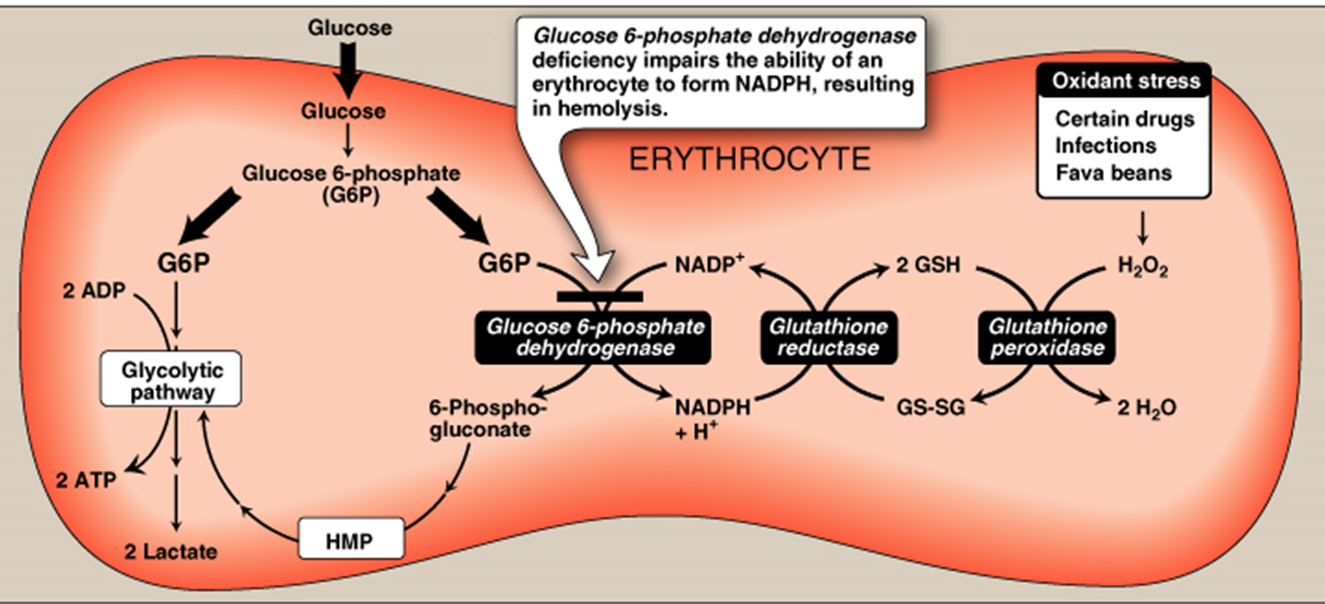 Glucose
Glucose
Glucose 6-phosphate
(G6P)
G6P
2 ADP
Glycolytic
pathway
2 ATP
2 Lactate
HMP
G6P
Glucose 6-phosphate dehydrogenase
deficiency impairs the ability of an
erythrocyte to form NADPH, resulting
in hemolysis.
ERYTHROCYTE
NADP+
Glucose 6-phosphate
dehydrogenase
6-Phospho-
gluconate
NADPH
+ H+
Glutathione
reductase
2 GSH
GS-SG
Glutathione
peroxidase
Oxidant stress
Certain drugs
Infections
Fava beans
H2O2
2 H2O